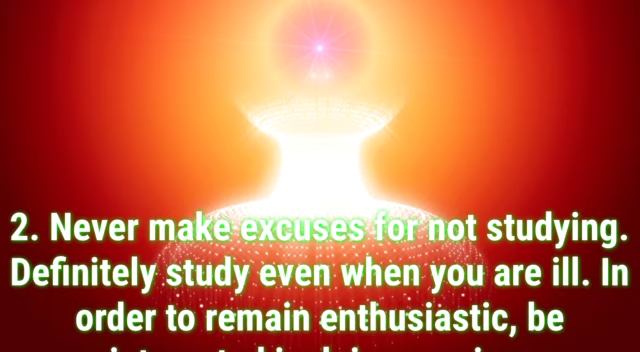 2. Never make excuses for not studying.
Definitely study even when you are ill. In
order to remain enthusiastic, be